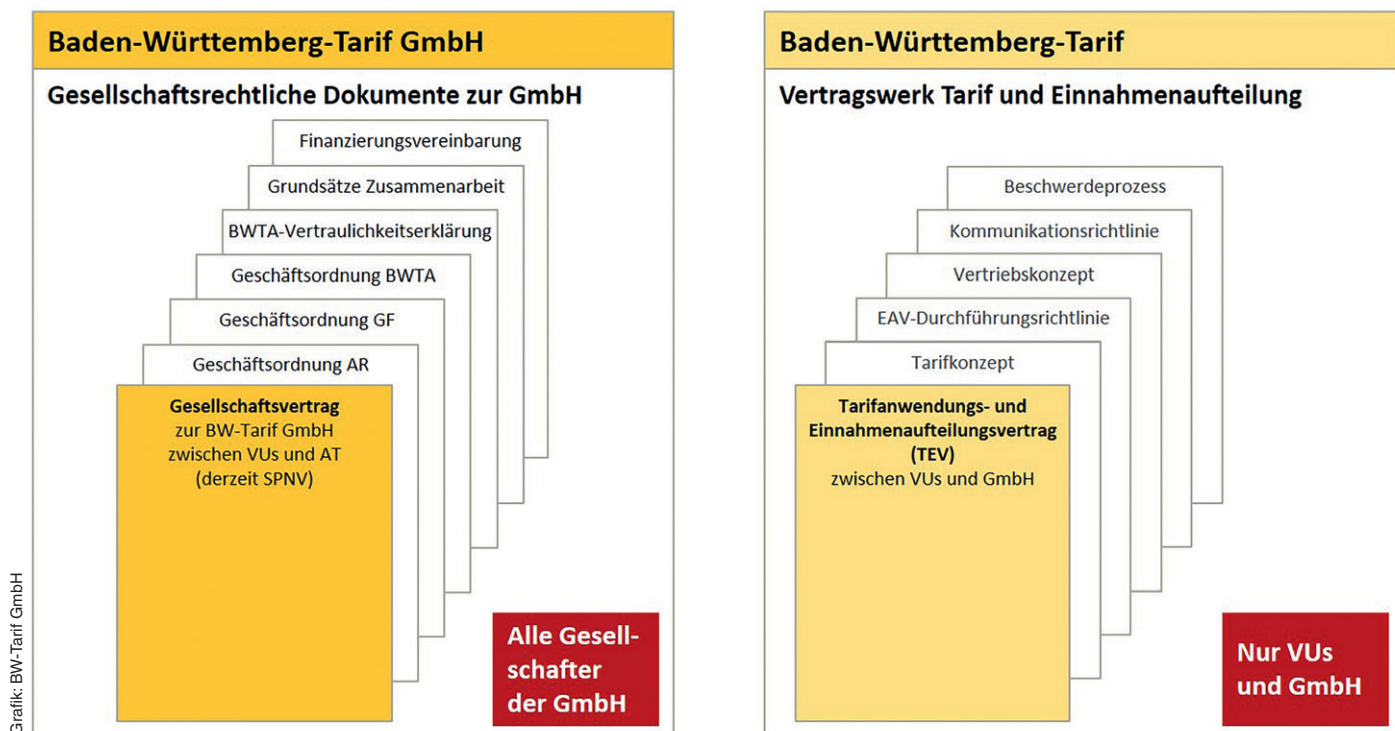 Baden-Württemberg-Tarif GmbH
Gesellschaftsrechtliche Dokumente zur GmbH
Finanzierungsvereinbarung
Grundsätze Zusammenarbeit
BWTA-Vertraulichkeitserklärung
Geschäftsordnung BWTA
Geschäftsordnung GF
Geschäftsordnung AR
Gesellschaftsvertrag
zur BW-Tarif GmbH
zwischen VUs und AT
(derzeit SPNV)
Alle Gesell-
schafter
der GmbH
Baden-Württemberg-Tarif
Vertragswerk Tarif und Einnahmenaufteilung
Beschwerdeprozess
Kommunikationsrichtlinie
Vertriebskonzept
EAV-Durchführungsrichtlinie
Tarifkonzept
Tarifanwendungs- und
Einnahmenaufteilungsvertrag
(TEV)
zwischen VUs und GmbH
Nur VUs
und GmbH
Grafik: BW-Tarif GmbH